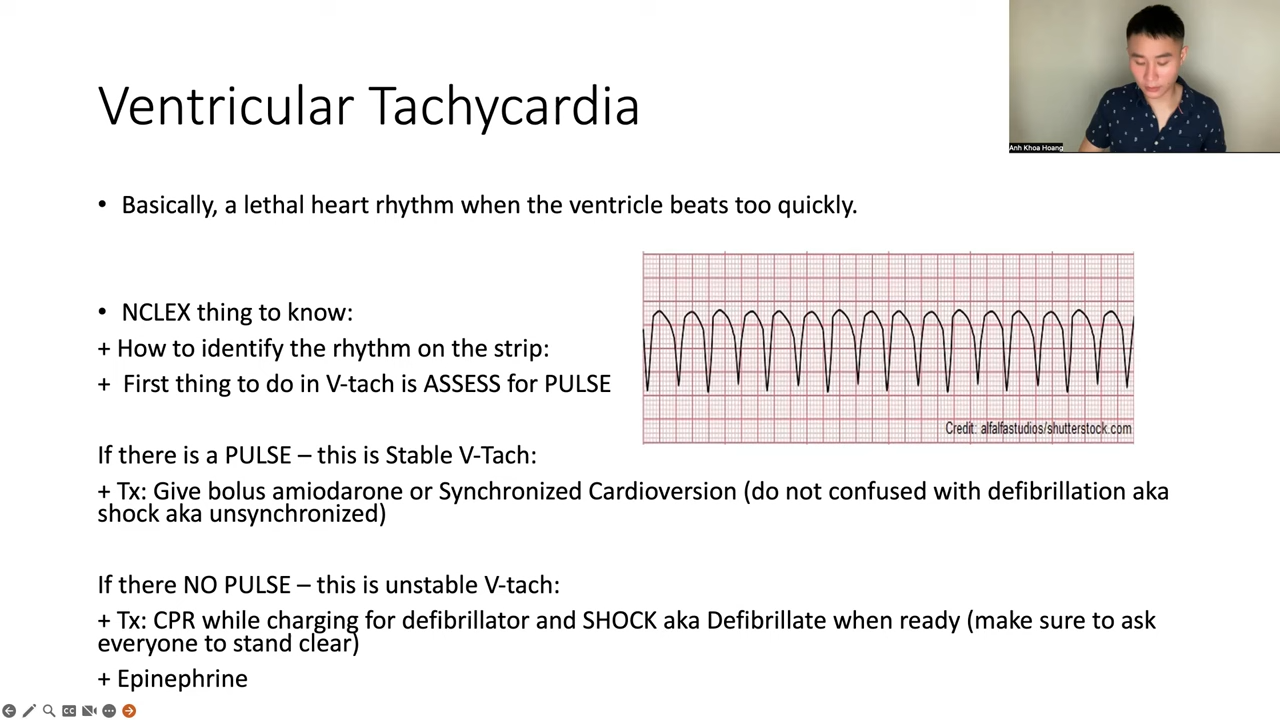 Ventricular Tachycardia
Anh Khoa Hoang
• Basically, a lethal heart rhythm when the ventricle beats too quickly.
• NCLEX thing to know:
+ How to identify the rhythm on the strip:
+ First thing to do in V-tach is ASSESS for PULSE
Credit: alfalfastudios/shutterstock.com
If there is a PULSE – this is Stable V-Tach:
+ Tx: Give bolus amiodarone or Synchronized Cardioversion (do not confused with defibrillation aka
shock aka unsynchronized)
If there NO PULSE – this is unstable V-tach:
+ Tx: CPR while charging for defibrillator and SHOCK aka Defibrillate when ready (make sure to ask
everyone to stand clear)
+ Epinephrine
CC